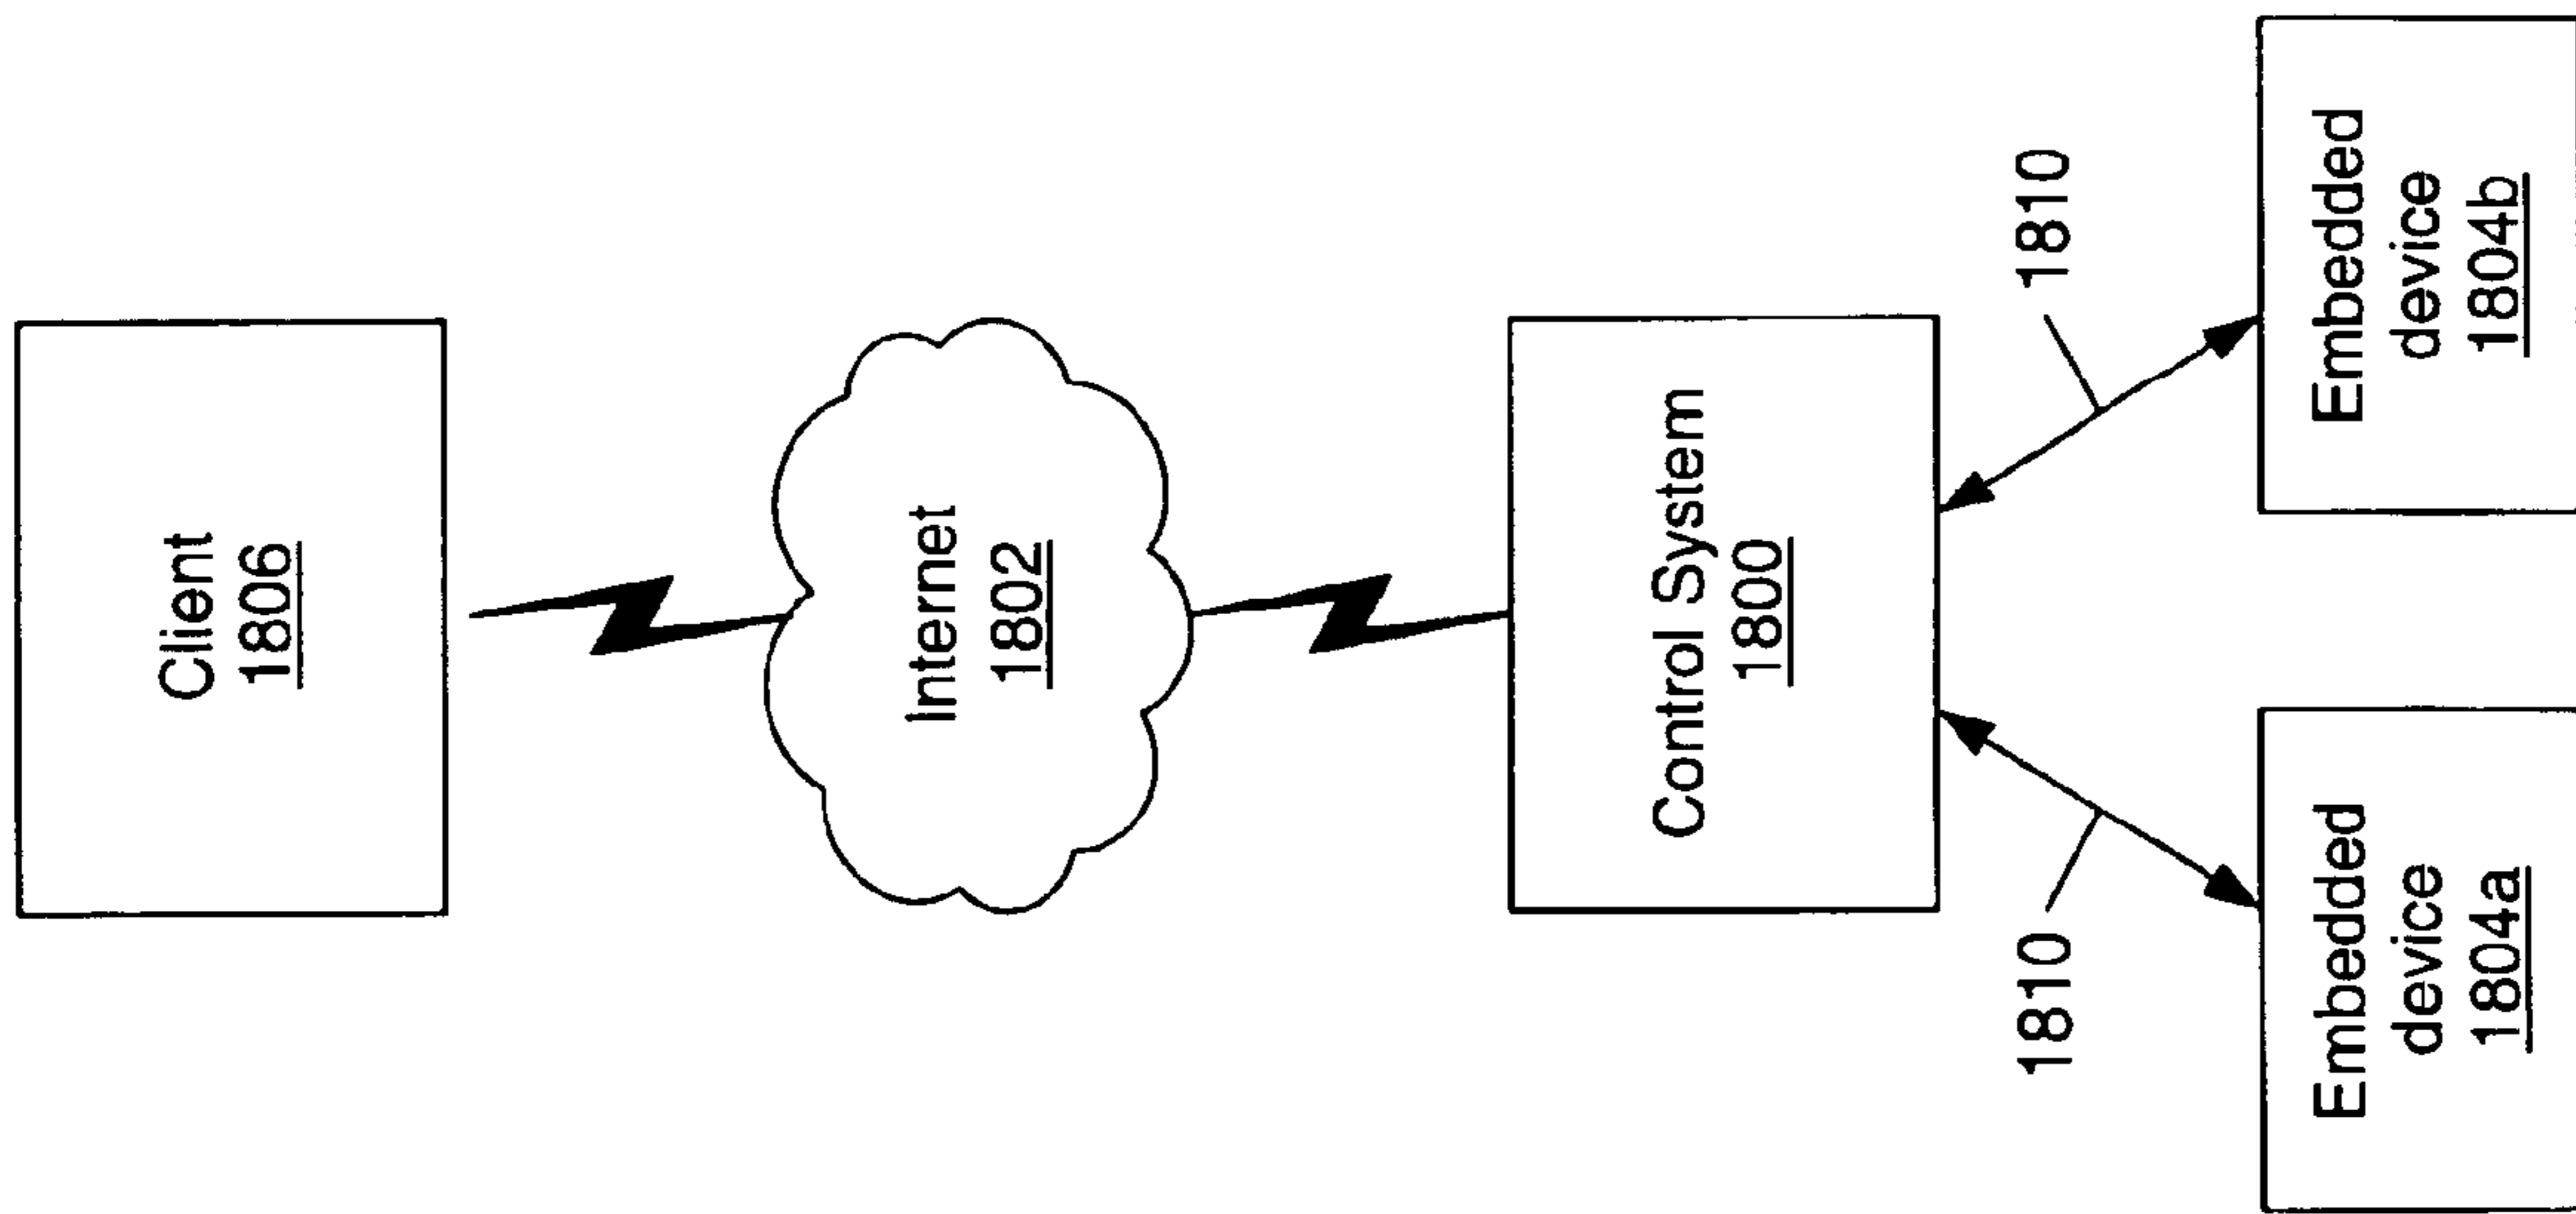 Client
1806
Internet
1802
Control System
1800
1810
1810
Embedded
device
1804a
Embedded
device
1804b